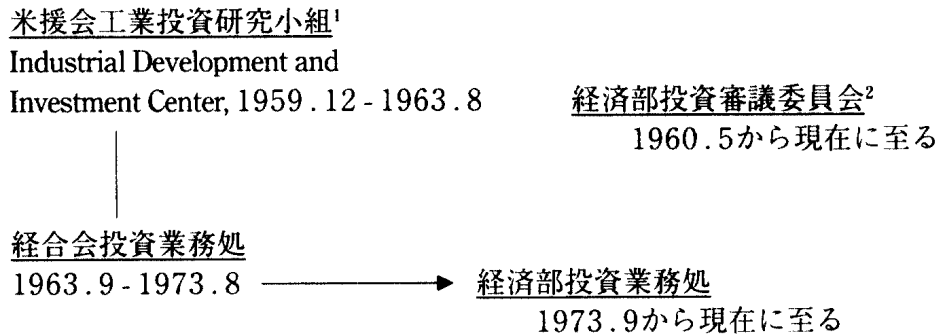 米援会工業投資研究小組¹
Industrial Development and
Investment Center, 1959.12-1963.8
経済部投資審議委員会²
1960.5から現在に至る
経合会投資業務処
1963.9-1973.8
経済部投資業務処
1973.9から現在に至る